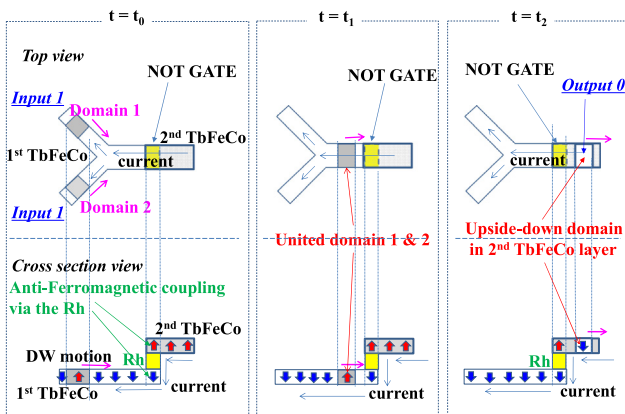 t = t0
t = t1
t = t2
Top view
NOT GATE
Input 1
Domain 1
2nd TbFeCo
1st TbFeCo
current
Input 1
Domain 2
NOT GATE
NOT GATE
Output 0
current
United domain 1 & 2
Upside-down domain
in 2nd TbFeCo
layer
Cross section view
Anti-Ferromagnetic coupling
via the Rh
2nd TbFeCo
DW motion
Rh
1st TbFeCo
current
current
Rh
current